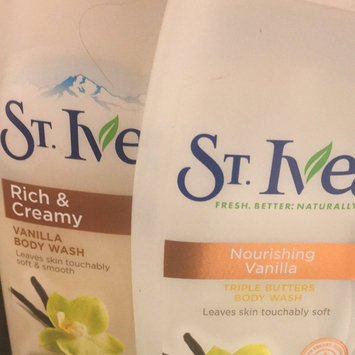 ST. Ive
Rich &
Creamy
VANILLA
BODY WASH
Leaves skin touchably
soft & smooth
ST. Ive
FRESH. BETTER: NATURALLY
Nourishing
Vanilla
TRIPLE BUTTERS
BODY WASH
Leaves skin touchably soft